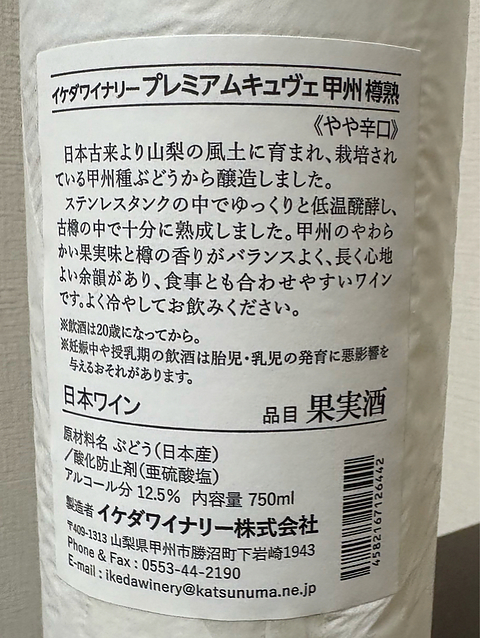 イケダワイナリー プレミアムキュヴェ 甲州 樽熟
《やや辛口》
日本古来より山梨の風土に育まれ、栽培され
ている甲州種ぶどうから醸造しました。
ステンレスタンクの中でゆっくりと低温醗酵し、
古樽の中で十分に熟成しました。甲州のやわら
かい果実味と樽の香りがバランスよく、長く心地
よい余韻があり、食事とも合わせやすいワイン
です。よく冷やしてお飲みください。
※飲酒は20歳になってから。
※妊娠中や授乳期の飲酒は胎児・乳児の発育に悪影響を
与えるおそれがあります。
日本ワイン 品目 果実酒
原材料名 ぶどう(日本産)
/酸化防止剤(亜硫酸塩)
アルコール分 12.5% 内容量 750ml
製造者 イケダワイナリー株式会社
〒409-1313 山梨県甲州市勝沼町下岩崎1943
Phone & Fax : 0553-44-2190
E-mail : ikedawinery@katsunuma.ne.jp
4582167126442